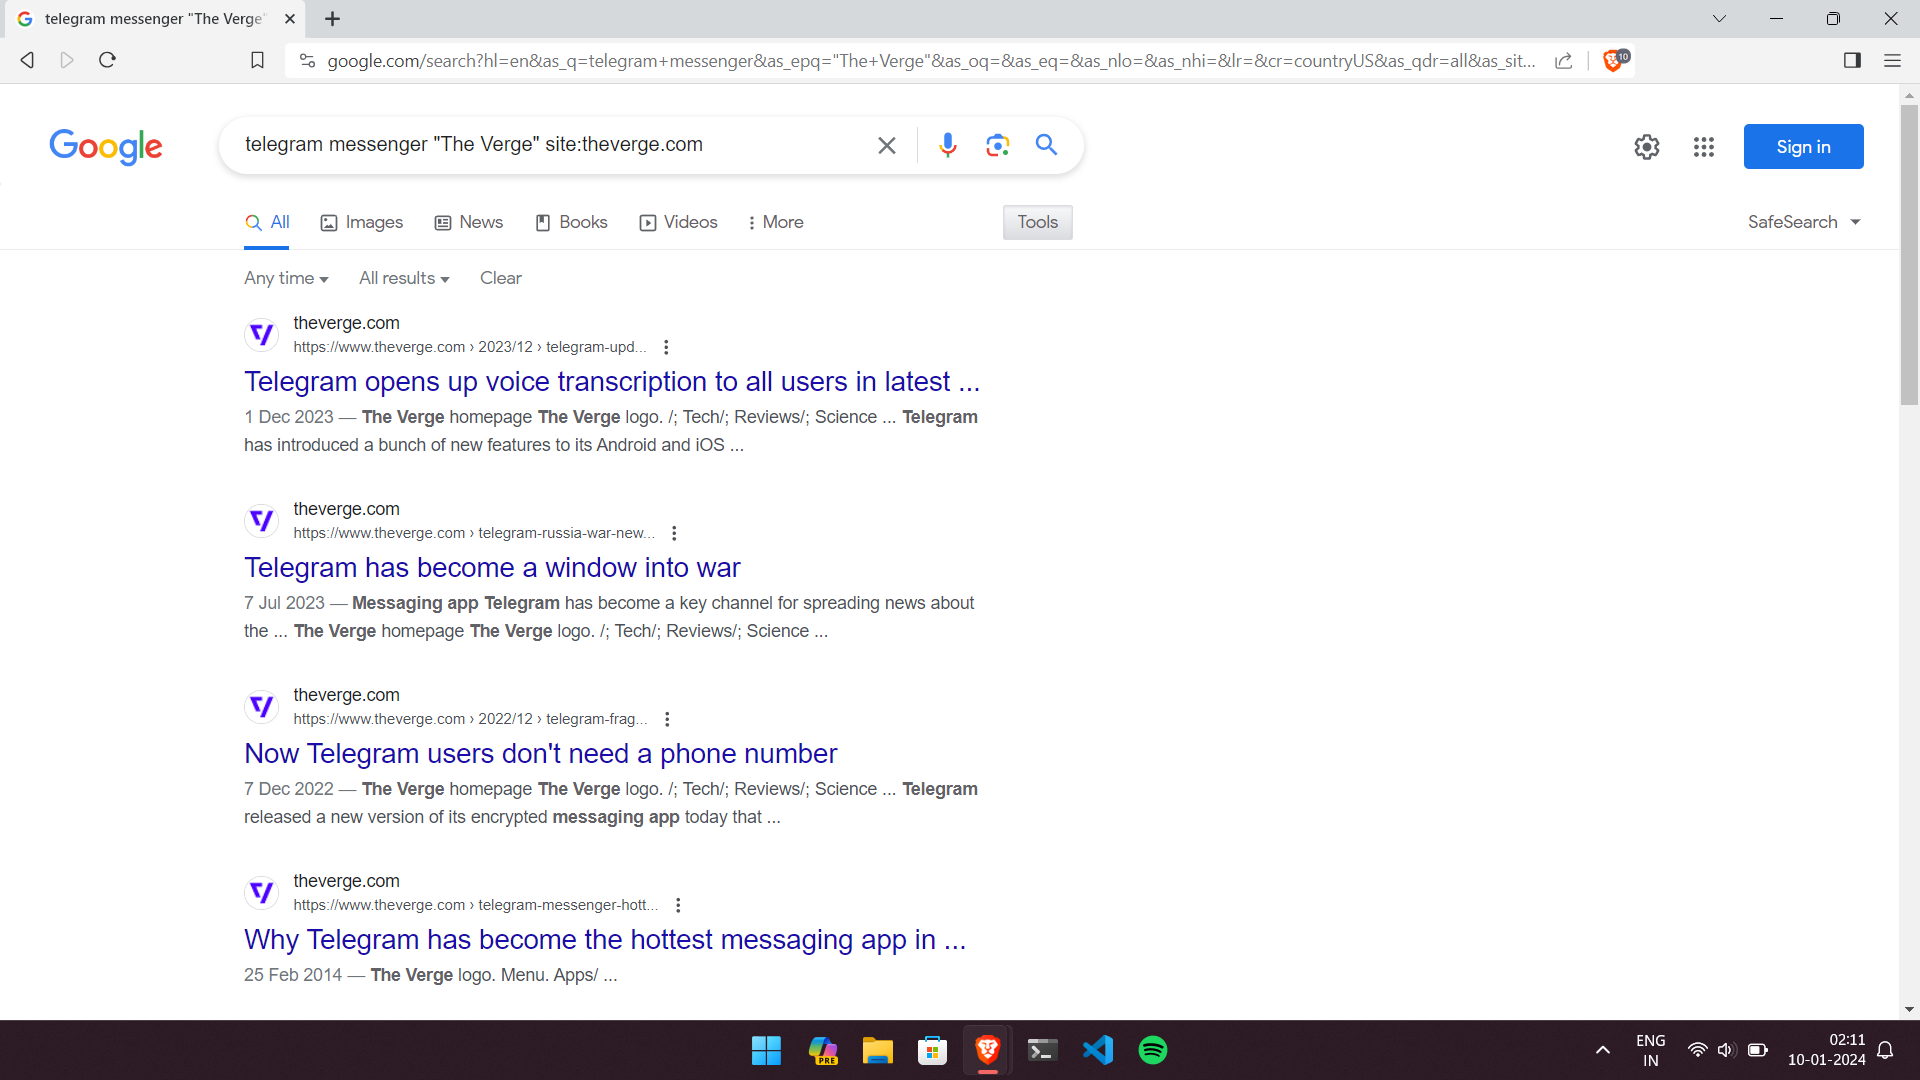 telegram messenger "The Verge"
google.com/search?hl=en&as_q=telegram+messenger&as_epq="The+Verge"&as_oq=&as_eq=&as_nlo=&as_nhi=&lr=&cr=countryUS&as_qdr=all&as_sit...
10
Google
telegram messenger "The Verge" site:theverge.com
Sign in
All
Images
News
Books
Videos
More
Tools
SafeSearch
Any time
All results
Clear
theverge.com
https://www.theverge.com › 2023/12 › telegram-upd...
Telegram opens up voice transcription to all users in latest ...
1 Dec 2023 — The Verge homepage The Verge logo. /; Tech/; Reviews/; Science ... Telegram
has introduced a bunch of new features to its Android and iOS ...
theverge.com
https://www.theverge.com › telegram-russia-war-new...
Telegram has become a window into war
7 Jul 2023 — Messaging app Telegram has become a key channel for spreading news about
the ... The Verge homepage The Verge logo. /; Tech/; Reviews/; Science ...
theverge.com
https://www.theverge.com › 2022/12 › telegram-frag...
Now Telegram users don't need a phone number
7 Dec 2022 — The Verge homepage The Verge logo. /; Tech/; Reviews/; Science ... Telegram
released a new version of its encrypted messaging app today that ...
theverge.com
https://www.theverge.com › telegram-messenger-hott...
Why Telegram has become the hottest messaging app in ...
25 Feb 2014 — The Verge logo. Menu. Apps/ ...
PRE
ENG
IN
02:11
10-01-2024